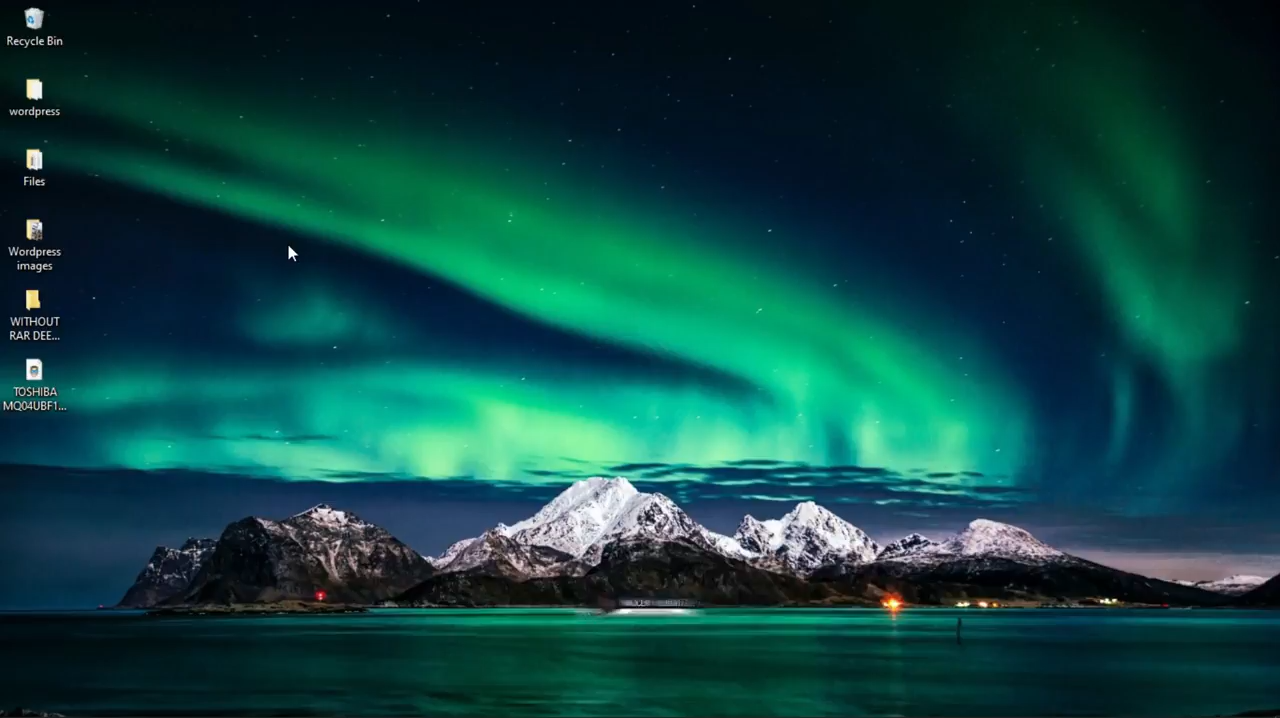 Recycle Bin
wordpress
Files
Wordpress
images
WITHOUT
RAR DEE...
TOSHIBA
MQ04UBF1...